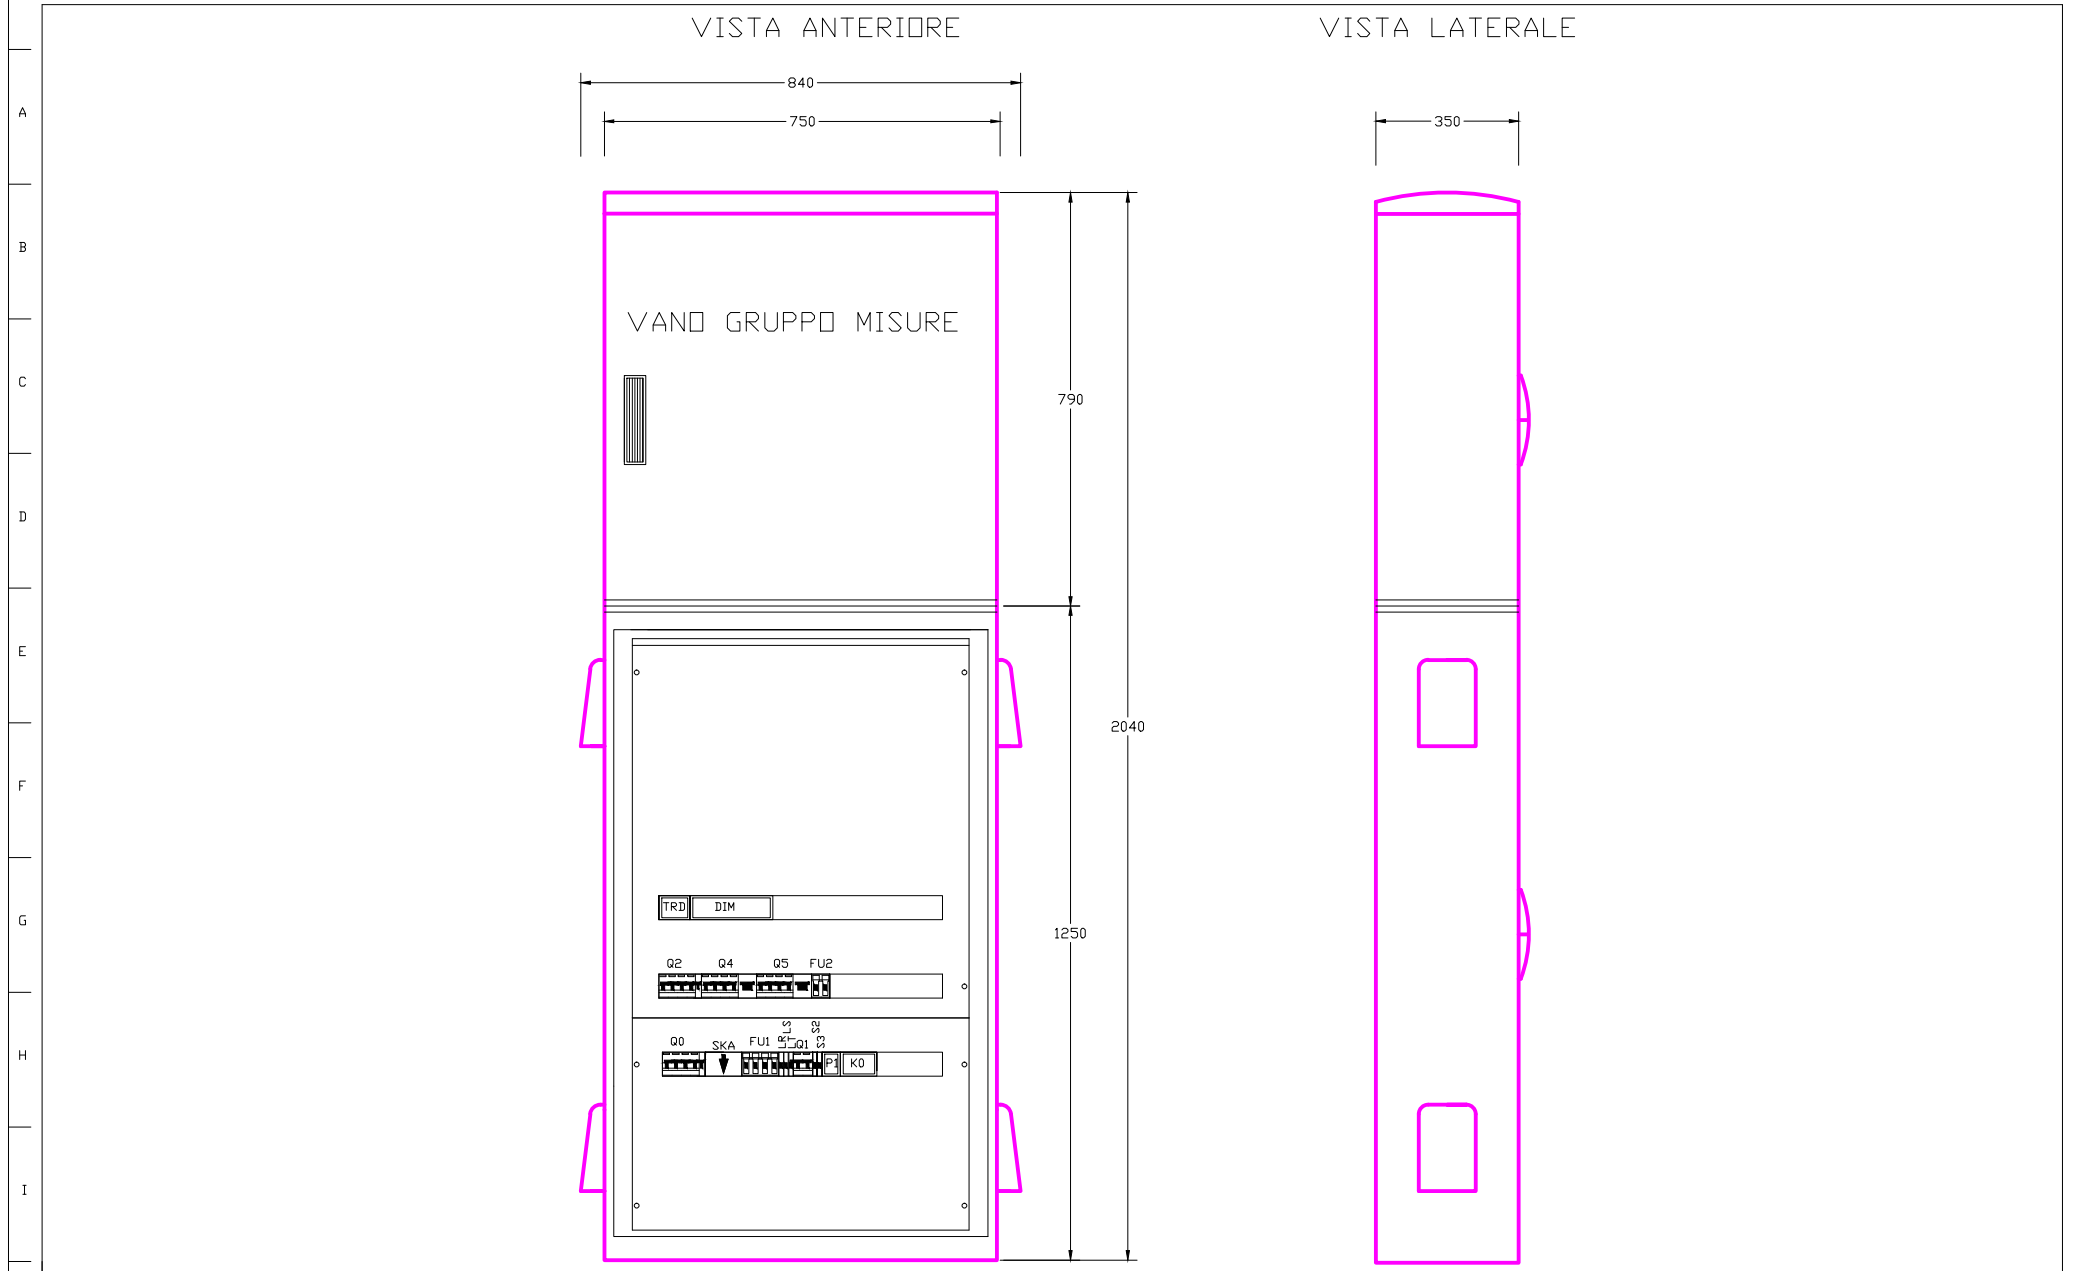 VISTA ANTERIORE
VISTA LATERALE
840
750
350
A
B
VANO GRUPPO MISURE
C
790
D
E
2040
F
TRD
DIM
G
1250
Q2
Q4
Q5
FU2
H
Q0
SKA
FU1
LR
LT
LS
Q1
S3
S2
P1
K0
I